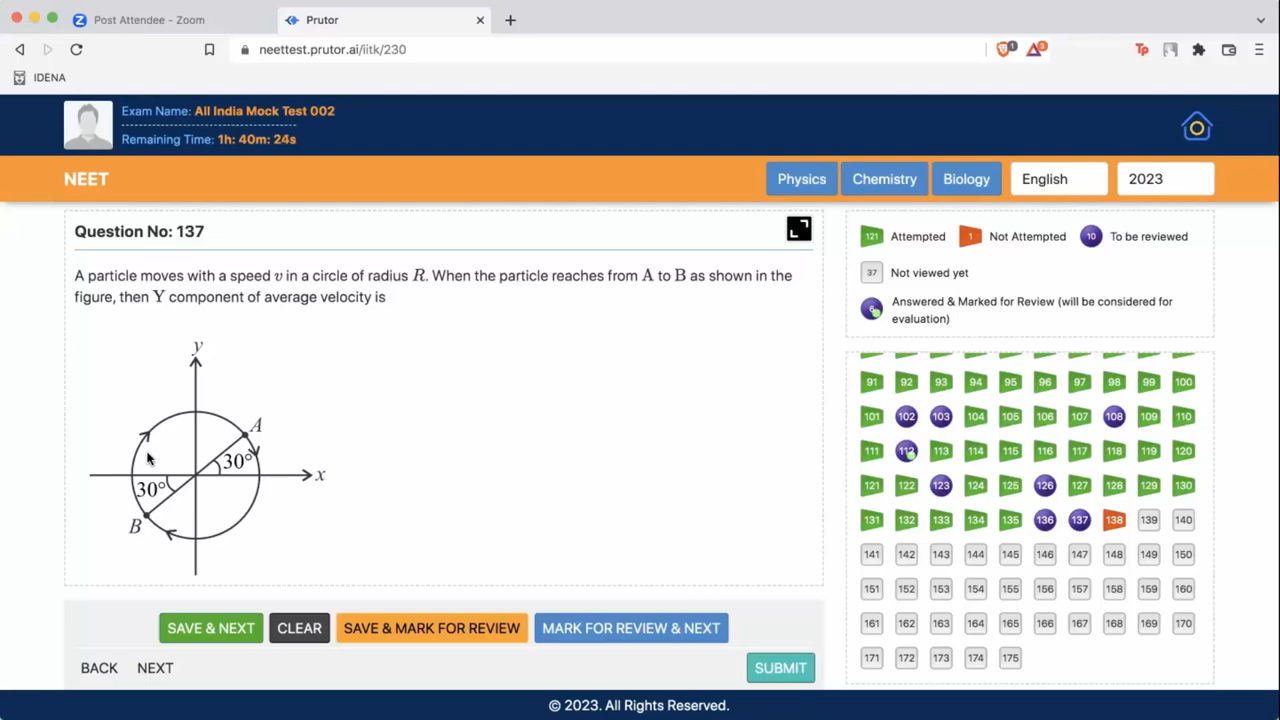 Post Attendee - Zoom
Prutor
neettest.prutor.ai/iitk/230
1
3
Tp
IDENA
Exam Name: All India Mock Test 002
Remaining Time: 1h: 40m: 24s
NEET
Physics
Chemistry
Biology
English
2023
Question No: 137
A particle moves with a speed v in a circle of radius R. When the particle reaches from A to B as shown in the
figure, then Y component of average velocity is
y
A
30°
x
30°
B
121 Attempted
1 Not Attempted
10 To be reviewed
37 Not viewed yet
Answered & Marked for Review (will be considered for
evaluation)
91 92 93 94 95 96 97 98 99 100
101 102 103 104 105 106 107 108 109 110
111 112 113 114 115 116 117 118 119 120
121 122 123 124 125 126 127 128 129 130
131 132 133 134 135 136 137 138 139 140
141 142 143 144 145 146 147 148 149 150
151 152 153 154 155 156 157 158 159 160
161 162 163 164 165 166 167 168 169 170
171 172 173 174 175
SAVE & NEXT
CLEAR
SAVE & MARK FOR REVIEW
MARK FOR REVIEW & NEXT
BACK
NEXT
SUBMIT
© 2023. All Rights Reserved.